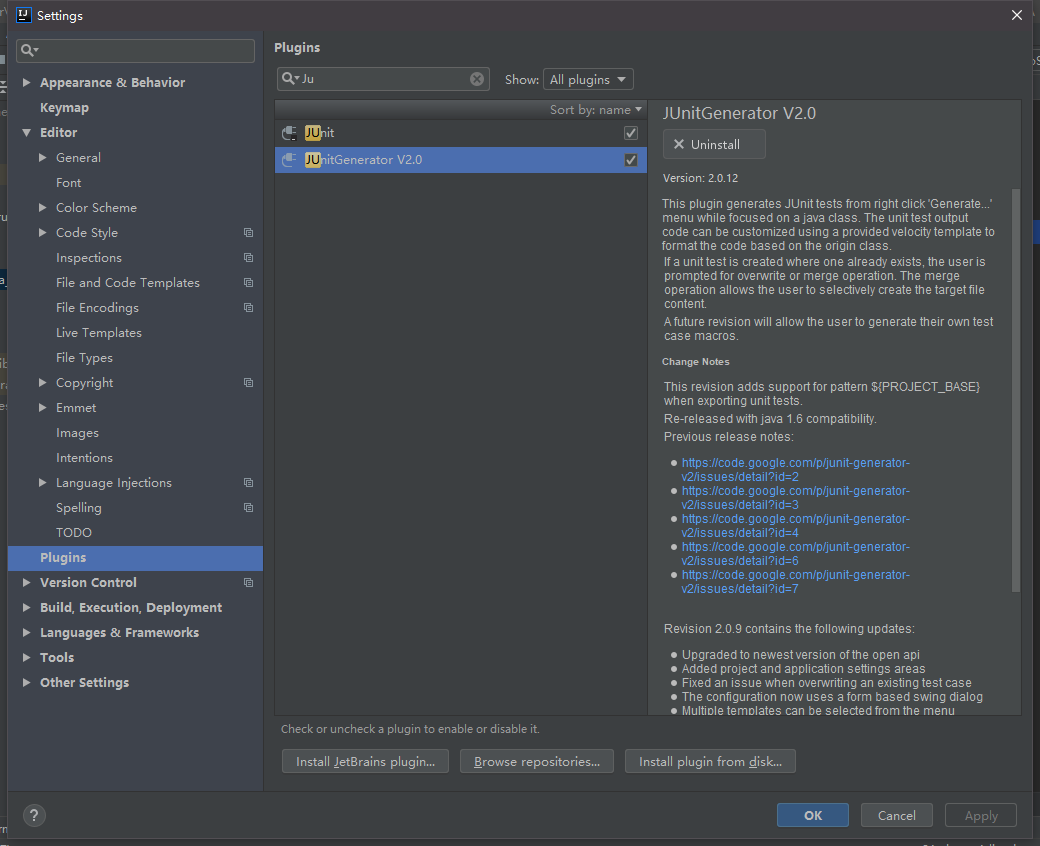 Settings
Appearance & Behavior
Keymap
Editor
General
Font
Color Scheme
Code Style
Inspections
File and Code Templates
File Encodings
Live Templates
File Types
Copyright
Emmet
Images
Intentions
Language Injections
Spelling
TODO
Plugins
Version Control
Build, Execution, Deployment
Languages & Frameworks
Tools
Other Settings
Plugins
Ju
Show: All plugins
Sort by: name
JUnit
JUnitGenerator V2.0
JUnitGenerator V2.0
Uninstall
Version: 2.0.12
This plugin generates JUnit tests from right click 'Generate...'
menu while focused on a java class. The unit test output
code can be customized using a provided velocity template to
format the code based on the origin class.
If a unit test is created where one already exists, the user is
prompted for overwrite or merge operation. The merge
operation allows the user to selectively create the target file
content.
A future revision will allow the user to generate their own test
case macros.
Change Notes
This revision adds support for pattern ${PROJECT_BASE}
when exporting unit tests.
Re-released with java 1.6 compatibility.
Previous release notes:
https://code.google.com/p/junit-generator-
v2/issues/detail?id=2
https://code.google.com/p/junit-generator-
v2/issues/detail?id=3
https://code.google.com/p/junit-generator-
v2/issues/detail?id=4
https://code.google.com/p/junit-generator-
v2/issues/detail?id=6
https://code.google.com/p/junit-generator-
v2/issues/detail?id=7
Revision 2.0.9 contains the following updates:
Upgraded to newest version of the open api
Added project and application settings areas
Fixed an issue when overwriting an existing test case
The configuration now uses a form based swing dialog
Multiple templates can be selected from the menu
Check or uncheck a plugin to enable or disable it.
Install JetBrains plugin...
Browse repositories...
Install plugin from disk...
?
OK
Cancel
Apply